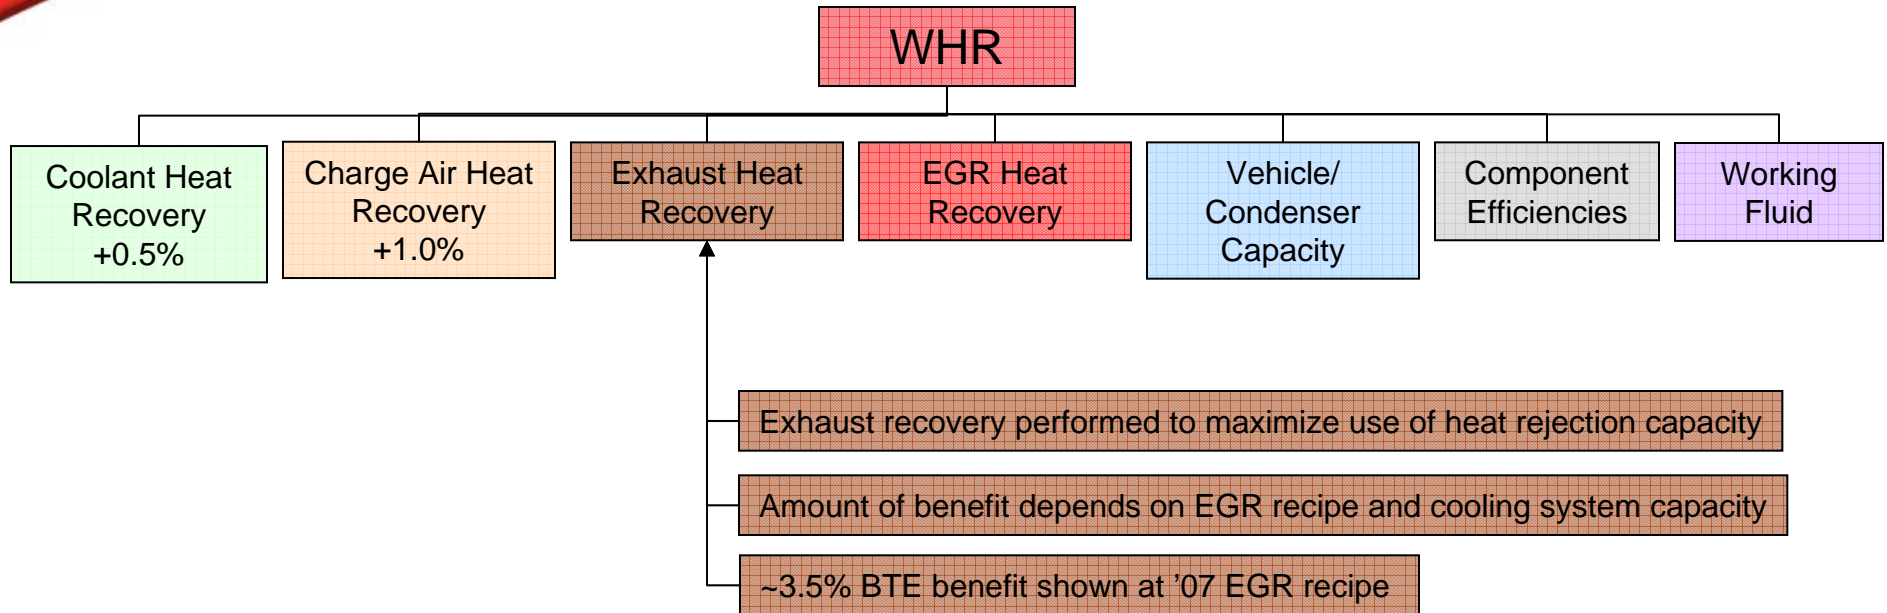 WHR
Coolant Heat
Recovery
+0.5%
Charge Air Heat
Recovery
+1.0%
Exhaust Heat
Recovery
EGR Heat
Recovery
Vehicle/
Condenser
Capacity
Component
Efficiencies
Working
Fluid
Exhaust recovery performed to maximize use of heat rejection capacity
Amount of benefit depends on EGR recipe and cooling system capacity
~3.5% BTE benefit shown at ’07 EGR recipe